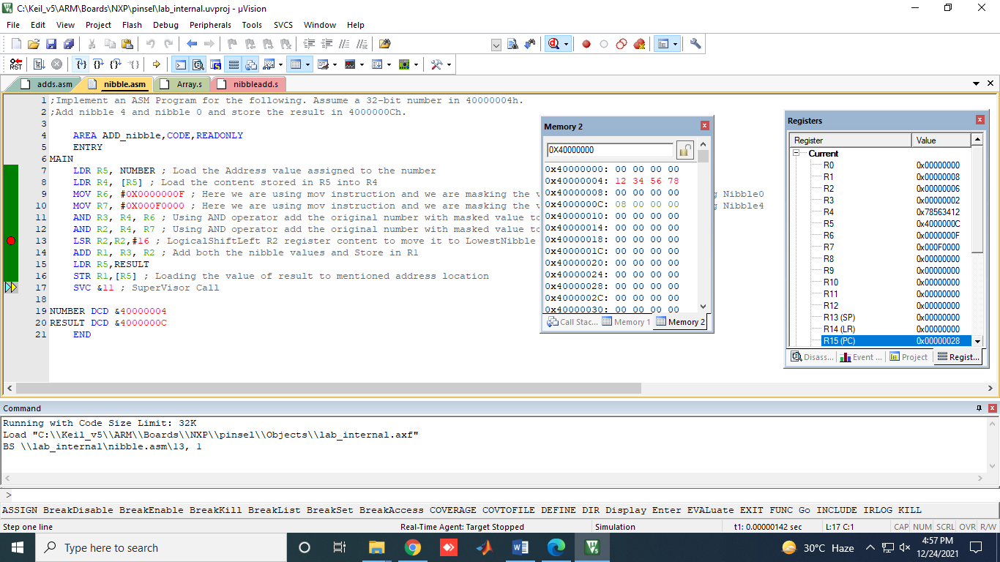 C:\Keil_v5\ARM\Boards\NXP\pinsel\lab_internal.uvproj - µVision
File Edit View Project Flash Debug Peripherals Tools SVCS Window Help
RST
adds.asm nibble.asm Array.s nibbleadd.s
1 ;Implement an ASM Program for the following. Assume a 32-bit number in 40000004h.
2 ;Add nibble 4 and nibble 0 and store the result in 4000000Ch.
3
4 AREA ADD_nibble,CODE,READONLY
5 ENTRY
6 MAIN
7 LDR R5, NUMBER ; Load the Address value assigned to the number
8 LDR R4, [R5] ; Load the content stored in R5 into R4
9 MOV R6, #0X0000000F ; Here we are using mov instruction and we are masking the v g Nibble0
10 MOV R7, #0X000F0000 ; Here we are using mov instruction and we are masking the v g Nibble4
11 AND R3, R4, R6 ; Using AND operator add the original number with masked value to
12 AND R2, R4, R7 ; Using AND operator add the original number with masked value to
13 LSR R2,R2,#16 ; LogicalShiftLeft R2 register content to move it to LowestNibble
14 ADD R1, R3, R2 ; Add both the nibble values and Store in R1
15 LDR R5,RESULT
16 STR R1,[R5] ; Loading the value of result to mentioned address location
17 SVC &11 ; SuperVisor Call
18
19 NUMBER DCD &40000004
20 RESULT DCD &4000000C
21 END
Memory 2
0X40000000
0x40000000: 00 00 00 00
0x40000004: 12 34 56 78
0x40000008: 00 00 00 00
0x4000000C: 08 00 00 00
0x40000010: 00 00 00 00
0x40000014: 00 00 00 00
0x40000018: 00 00 00 00
0x4000001C: 00 00 00 00
0x40000020: 00 00 00 00
0x40000024: 00 00 00 00
0x40000028: 00 00 00 00
0x4000002C: 00 00 00 00
0x40000030: 00 00 00 00
Call Stac... Memory 1 Memory 2
Registers
Register Value
Current
R0 0x00000000
R1 0x00000008
R2 0x00000006
R3 0x00000002
R4 0x78563412
R5 0x4000000C
R6 0x0000000F
R7 0x000F0000
R8 0x00000000
R9 0x00000000
R10 0x00000000
R11 0x00000000
R12 0x00000000
R13 (SP) 0x00000000
R14 (LR) 0x00000000
R15 (PC) 0x00000028
Disass... Event ... Project Regist...
Command
Running with Code Size Limit: 32K
Load "C:\\Keil_v5\\ARM\\Boards\\NXP\\pinsel\\Objects\\lab_internal.axf"
BS \\lab_internal\nibble.asm\13, 1
>
ASSIGN BreakDisable BreakEnable BreakKill BreakList BreakSet BreakAccess COVERAGE COVTOFILE DEFINE DIR Display Enter EVALuate EXIT FUNC Go INCLUDE IRLOG KILL
Step one line Real-Time Agent: Target Stopped Simulation t1: 0.00000142 sec L:17 C:1 CAP NUM SCRL OVR R/W
Type here to search
30°C Haze
4:57 PM
12/24/2021